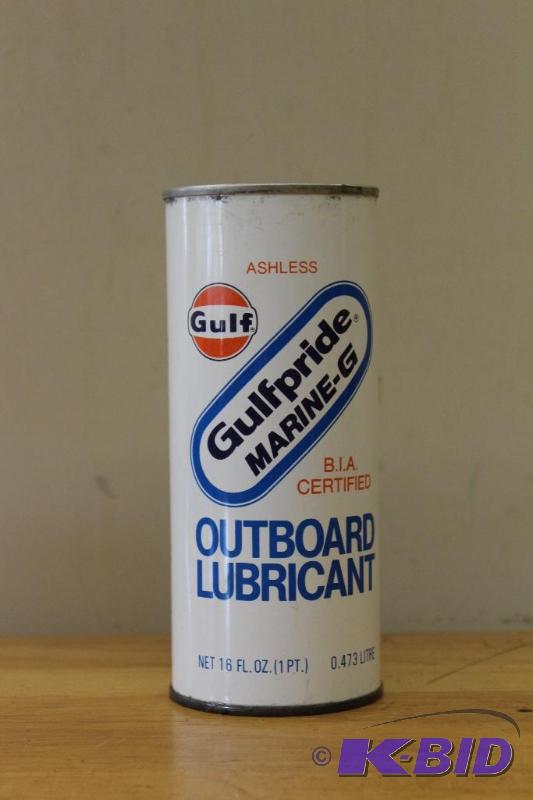 ASHLESS
Gulf
Gulfpride®
MARINE-G
B.I.A.
CERTIFIED
OUTBOARD
LUBRICANT
NET 16 FL. OZ. (1 PT.) 0.473 LITRE
© K-BID